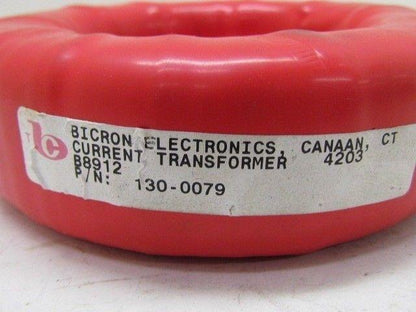 bc
BICRON ELECTRONICS, CANAAN, CT
CURRENT TRANSFORMER 4203
B8912
P/N: 130-0079